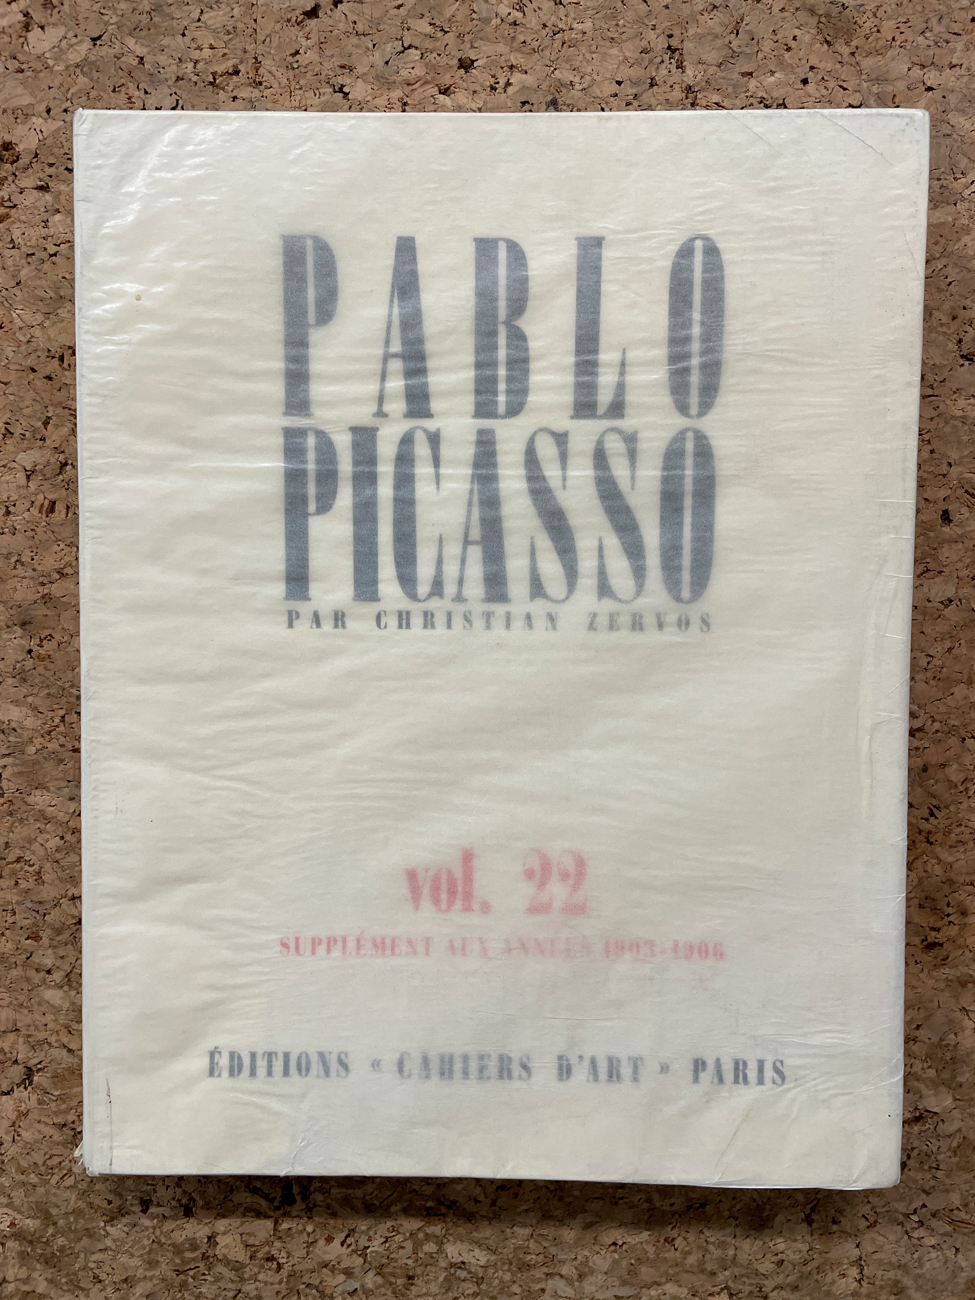 PABLO
PICASSO
PAR CHRISTIAN ZERVOS
vol. 22
SUPPLÉMENT AUX ANNÉES 1903-1906
ÉDITIONS « CAHIERS D'ART » PARIS